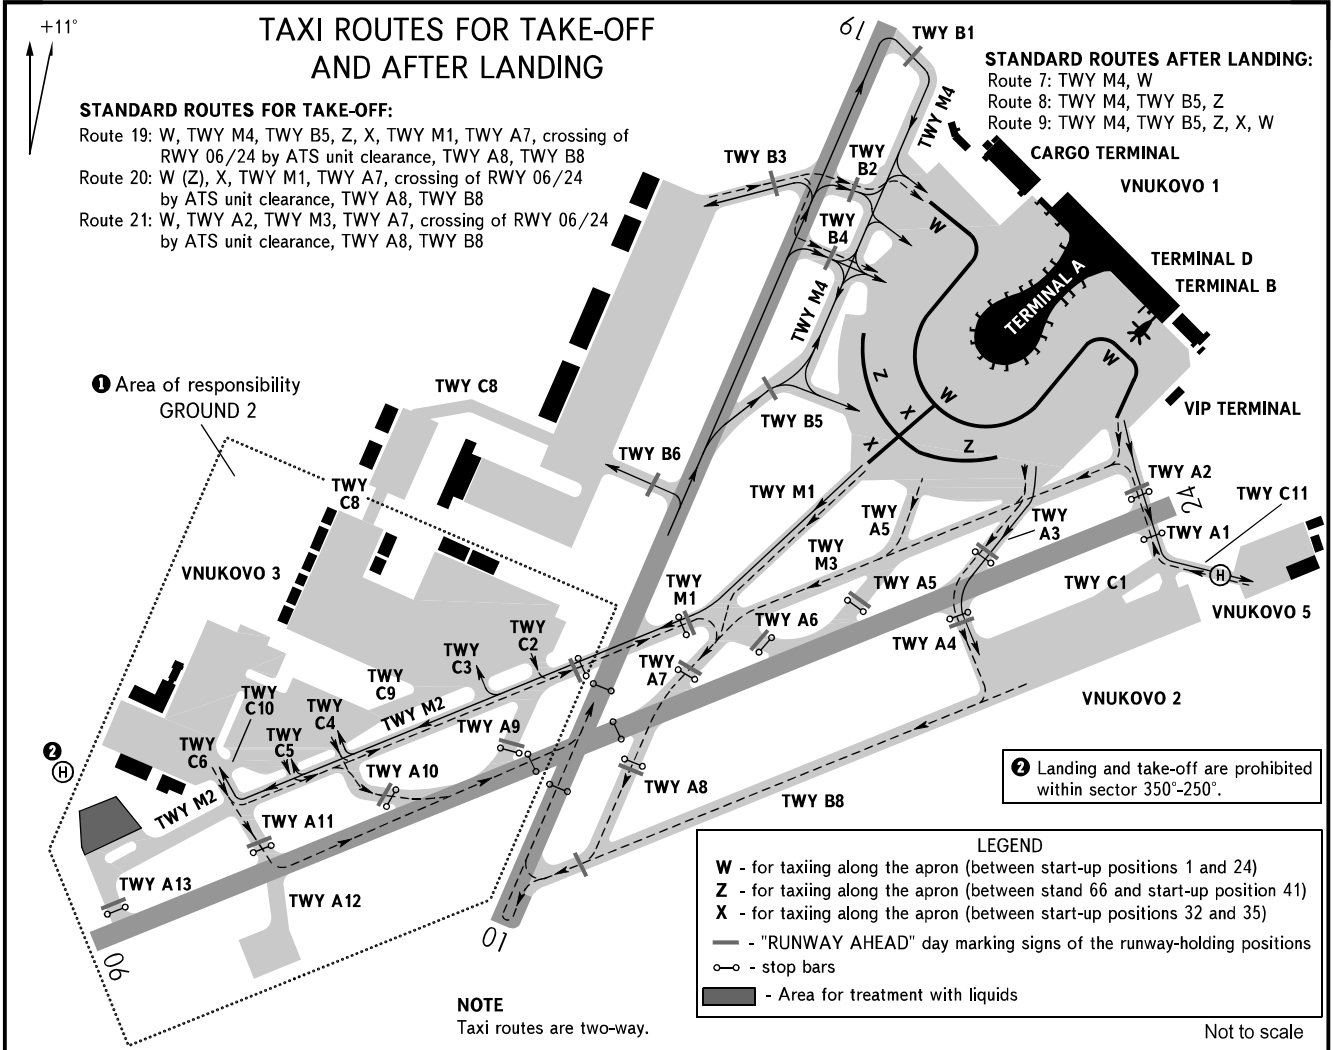 +11°
TAXI ROUTES FOR TAKE-OFF
AND AFTER LANDING
STANDARD ROUTES FOR TAKE-OFF:
Route 19: W, TWY M4, TWY B5, Z, X, TWY M1, TWY A7, crossing of
RWY 06/24 by ATS unit clearance, TWY A8, TWY B8
Route 20: W (Z), X, TWY M1, TWY A7, crossing of RWY 06/24
by ATS unit clearance, TWY A8, TWY B8
Route 21: W, TWY A2, TWY M3, TWY A7, crossing of RWY 06/24
by ATS unit clearance, TWY A8, TWY B8
19
TWY B1
STANDARD ROUTES AFTER LANDING:
Route 7: TWY M4, W
Route 8: TWY M4, TWY B5, Z
Route 9: TWY M4, TWY B5, Z, X, W
TWY M4
CARGO TERMINAL
VNUKOVO 1
TWY B3
TWY
B2
TWY
B4
W
TERMINAL D
TERMINAL A
TERMINAL B
TWY M4
1 Area of responsibility
GROUND 2
TWY C8
Z
W
W
X
VIP TERMINAL
TWY B5
X
Z
TWY B6
TWY
C8
TWY M1
TWY A2
24
TWY C11
TWY
A5
TWY
A3
TWY A1
TWY
M3
VNUKOVO 3
TWY
M1
TWY A5
TWY C1
H
VNUKOVO 5
TWY A6
TWY
C2
TWY A4
TWY
C3
TWY
A7
TWY
C9
VNUKOVO 2
TWY
C10
TWY M2
TWY
C4
TWY A9
2
H
TWY
C6
TWY
C5
TWY A10
TWY A8
TWY B8
2 Landing and take-off are prohibited
within sector 350°-250°.
TWY M2
TWY A11
TWY A13
TWY A12
01
06
LEGEND
W - for taxiing along the apron (between start-up positions 1 and 24)
Z - for taxiing along the apron (between stand 66 and start-up position 41)
X - for taxiing along the apron (between start-up positions 32 and 35)
- "RUNWAY AHEAD" day marking signs of the runway-holding positions
- stop bars
- Area for treatment with liquids
NOTE
Taxi routes are two-way.
Not to scale